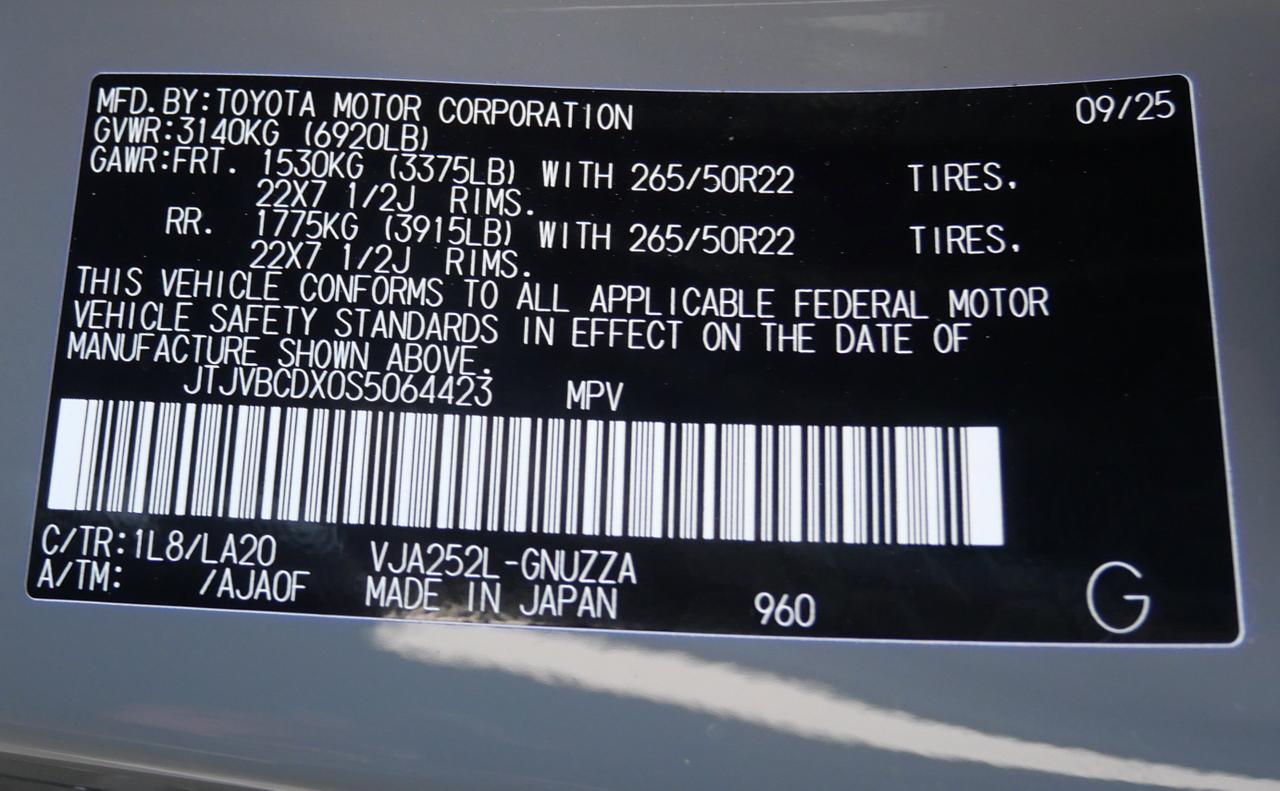 MFD.BY:TOYOTA MOTOR CORPORATION 09/25
GVWR:3140KG (6920LB)
GAWR:FRT. 1530KG (3375LB) WITH 265/50R22 TIRES.
22X7 1/2J RIMS.
RR. 1775KG (3915LB) WITH 265/50R22 TIRES.
22X7 1/2J RIMS.
THIS VEHICLE CONFORMS TO ALL APPLICABLE FEDERAL MOTOR
VEHICLE SAFETY STANDARDS IN EFFECT ON THE DATE OF
MANUFACTURE SHOWN ABOVE.
JTJVBCDX0S5064423 MPV
C/TR:1L8/LA20 VJA252L-GNUZZA
A/TM: /AJA0F MADE IN JAPAN 960 G